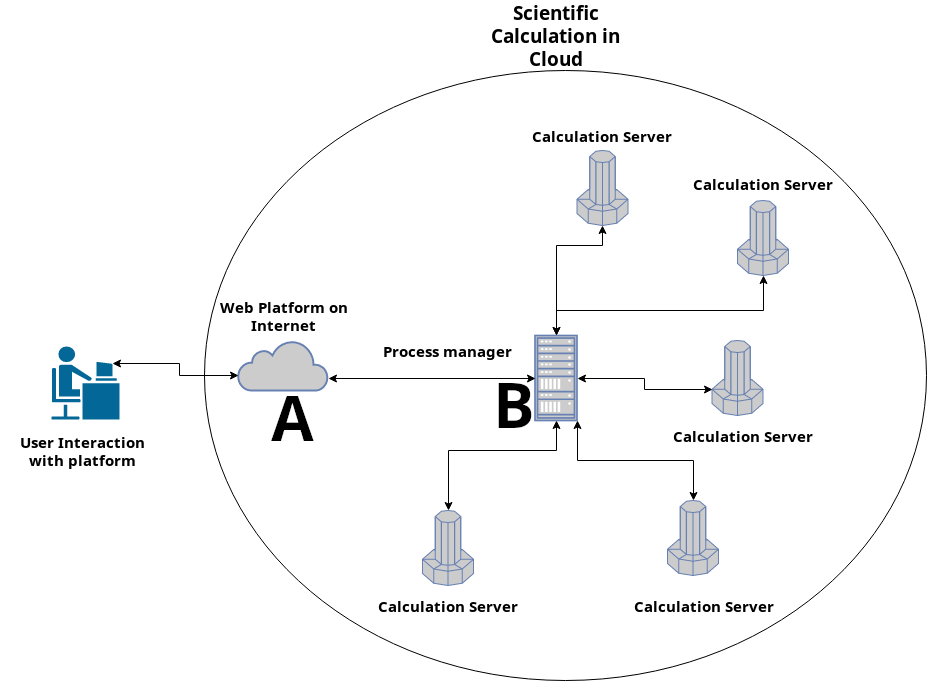 Scientific
Calculation in
Cloud
Calculation Server
Calculation Server
Web Platform on
Internet
Process manager
A
B
User Interaction
with platform
Calculation Server
Calculation Server
Calculation Server